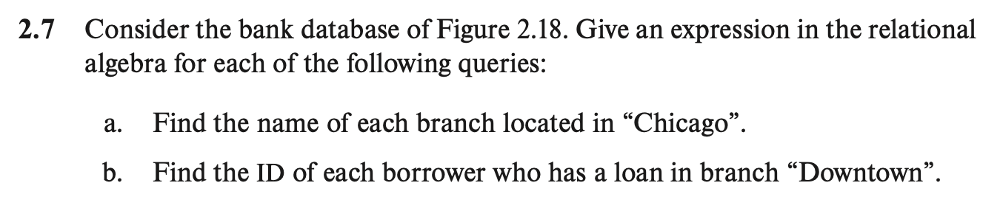 2.7 Consider the bank database of Figure 2.18. Give an expression in the relational
algebra for each of the following queries:
a. Find the name of each branch located in “Chicago”.
b. Find the ID of each borrower who has a loan in branch “Downtown”.